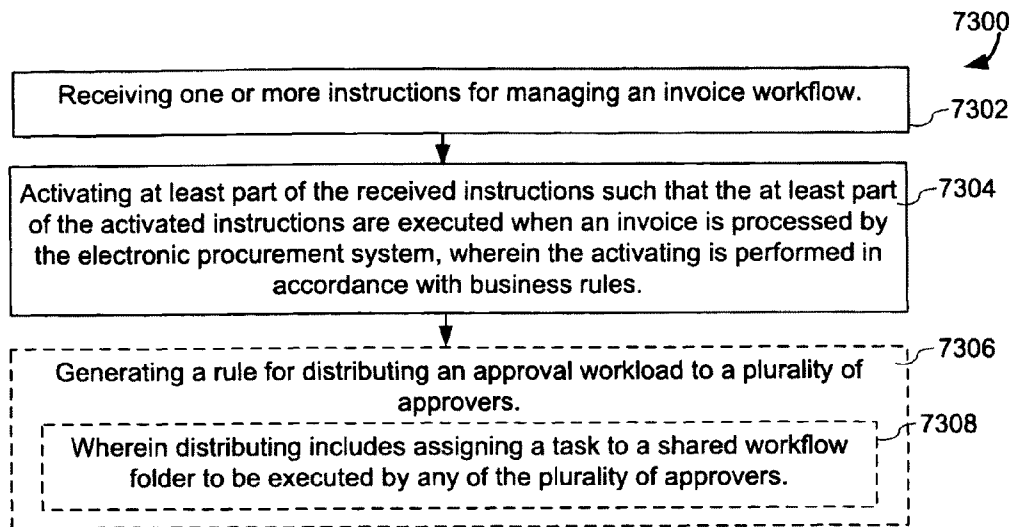 7300
Receiving one or more instructions for managing an invoice workflow.
7302
Activating at least part of the received instructions such that the at least part
7304
of the activated instructions are executed when an invoice is processed by
the electronic procurement system, wherein the activating is performed in
accordance with business rules.
7306
Generating a rule for distributing an approval workload to a plurality of
approvers.
7308
Wherein distributing includes assigning a task to a shared workflow
folder to be executed by any of the plurality of approvers.